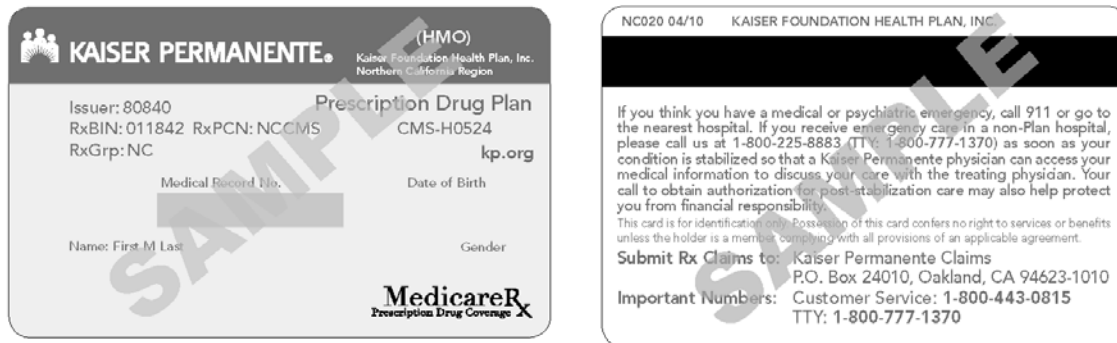 KAISER PERMANENTE®
(HMO)
Kaiser Foundation Health Plan, Inc.
Northern California Region
Issuer: 80840
RxBIN: 011842 RxPCN: NCCMS
RxGrp: NC
Prescription Drug Plan
CMS-H0524
kp.org
Medical Record No.
Date of Birth
Name: First M Last
Gender
MedicareRx
Prescription Drug Coverage
SAMPLE
NC020 04/10 KAISER FOUNDATION HEALTH PLAN, INC.
If you think you have a medical or psychiatric emergency, call 911 or go to
the nearest hospital. If you receive emergency care in a non-Plan hospital,
please call us at 1-800-225-8883 (TTY: 1-800-777-1370) as soon as your
condition is stabilized so that a Kaiser Permanente physician can access your
medical information to discuss your care with the treating physician. Your
call to obtain authorization for post-stabilization care may also help protect
you from financial responsibility.
This card is for identification only. Possession of this card confers no right to services or benefits
unless the holder is a member complying with all provisions of an applicable agreement.
Submit Rx Claims to: Kaiser Permanente Claims
P.O. Box 24010, Oakland, CA 94623-1010
Important Numbers: Customer Service: 1-800-443-0815
TTY: 1-800-777-1370
SAMPLE